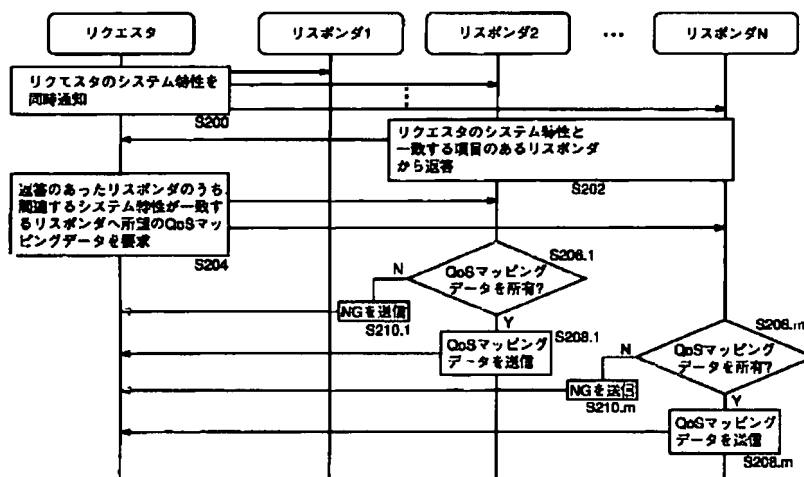 リクエスタ
リスポンダ1
リスポンダ2
...
リスポンダN
リクエスタのシステム特性を
同時通知
S200
リクエスタのシステム特性と
一致する項目のあるリスポンダ
から返答
S202
返答のあったリスポンダのうち
関連するシステム特性が一致す
るリスポンダへ所望のQoSマッ
ピングデータを要求
S204
S206.1
N
QoSマッピング
データを所有?
NGを送信
S210.1
Y
S208.1
QoSマッピング
データを送信
S206.m
N
QoSマッピング
データを所有?
NGを送信
S210.m
Y
QoSマッピング
データを送信
S208.m